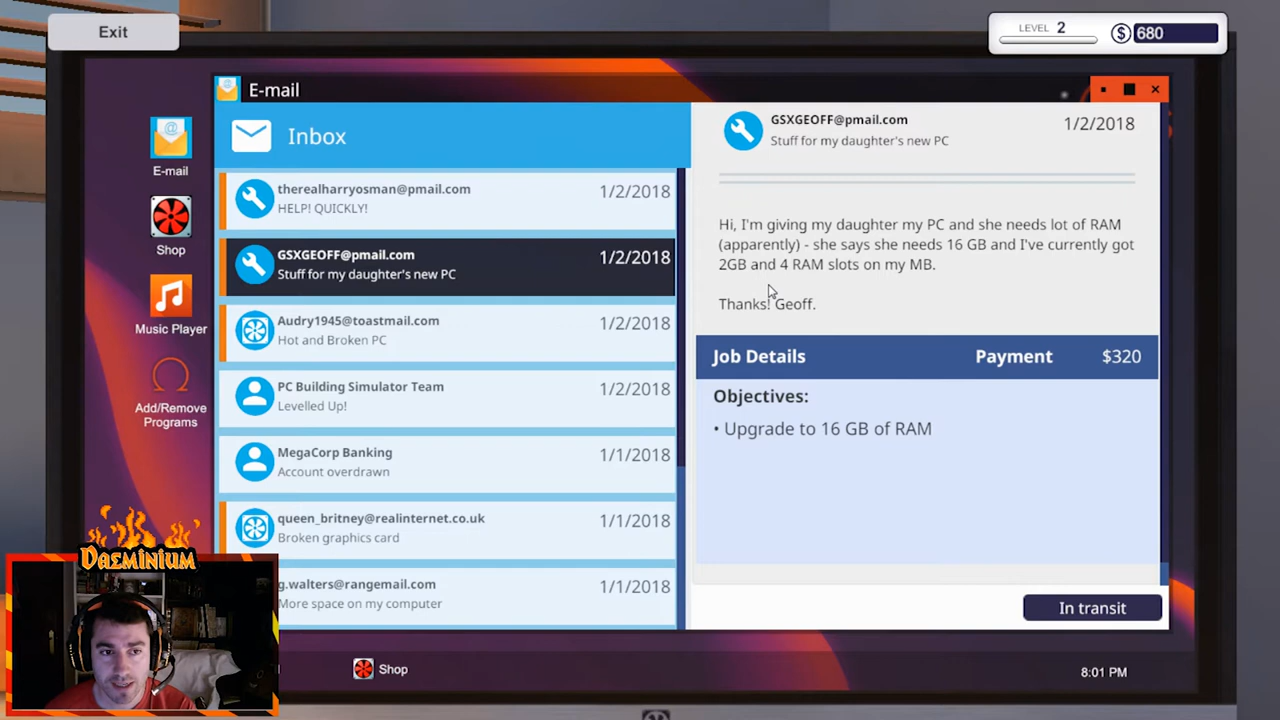 Exit
LEVEL 2
$ 680
E-mail
Inbox
E-mail
Shop
Music Player
Add/Remove
Programs
therealharryosman@pmail.com 1/2/2018
HELP! QUICKLY!
GSXGEOFF@pmail.com 1/2/2018
Stuff for my daughter's new PC
Audry1945@toastmail.com 1/2/2018
Hot and Broken PC
PC Building Simulator Team 1/2/2018
Levelled Up!
MegaCorp Banking 1/1/2018
Account overdrawn
queen_britney@realinternet.co.uk 1/1/2018
Broken graphics card
g.walters@rangemail.com 1/1/2018
More space on my computer
GSXGEOFF@pmail.com 1/2/2018
Stuff for my daughter's new PC
Hi, I'm giving my daughter my PC and she needs lot of RAM
(apparently) - she says she needs 16 GB and I've currently got
2GB and 4 RAM slots on my MB.
Thanks! Geoff.
Job Details Payment $320
Objectives:
• Upgrade to 16 GB of RAM
In transit
DAEMINIUM
Shop
8:01 PM